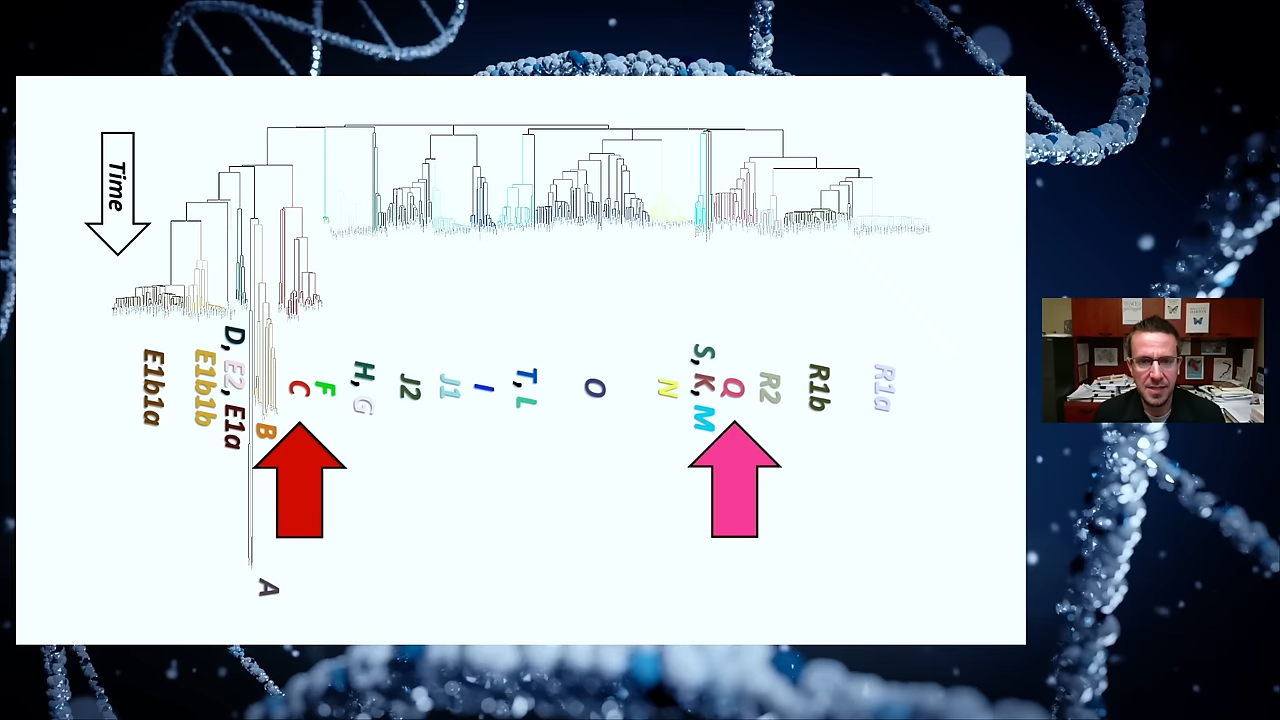 Time
E1b1a
E1b1b
D, E2, E1a
B
A
C
F
H, G
J2
J1
I
T, L
O
N
S, K, M
Q
R2
R1b
R1a